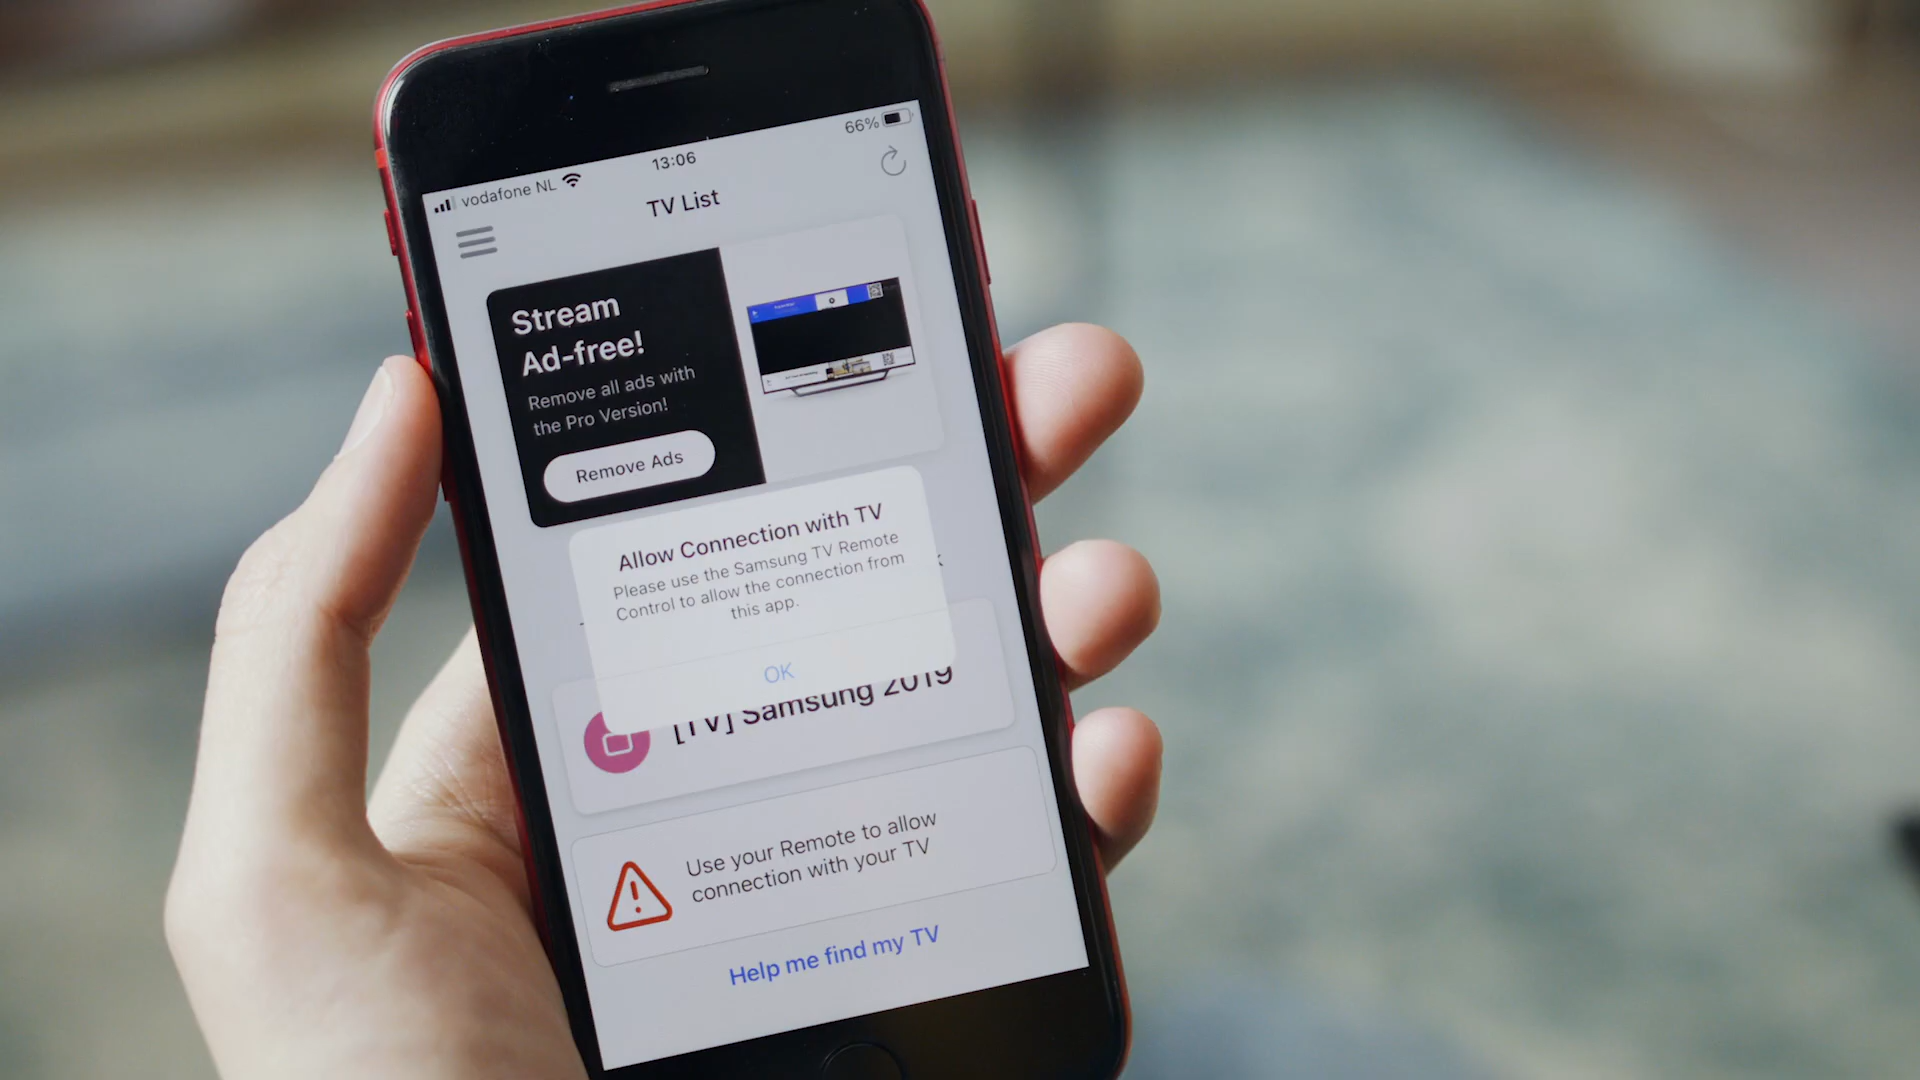 66%
13:06
vodafone NL
TV List
Stream
Ad-free!
Remove all ads with
the Pro Version!
Remove Ads
Allow Connection with TV
Please use the Samsung TV Remote
Control to allow the connection from
this app.
OK
[TV] Samsung 2019
Use your Remote to allow
connection with your TV
Help me find my TV